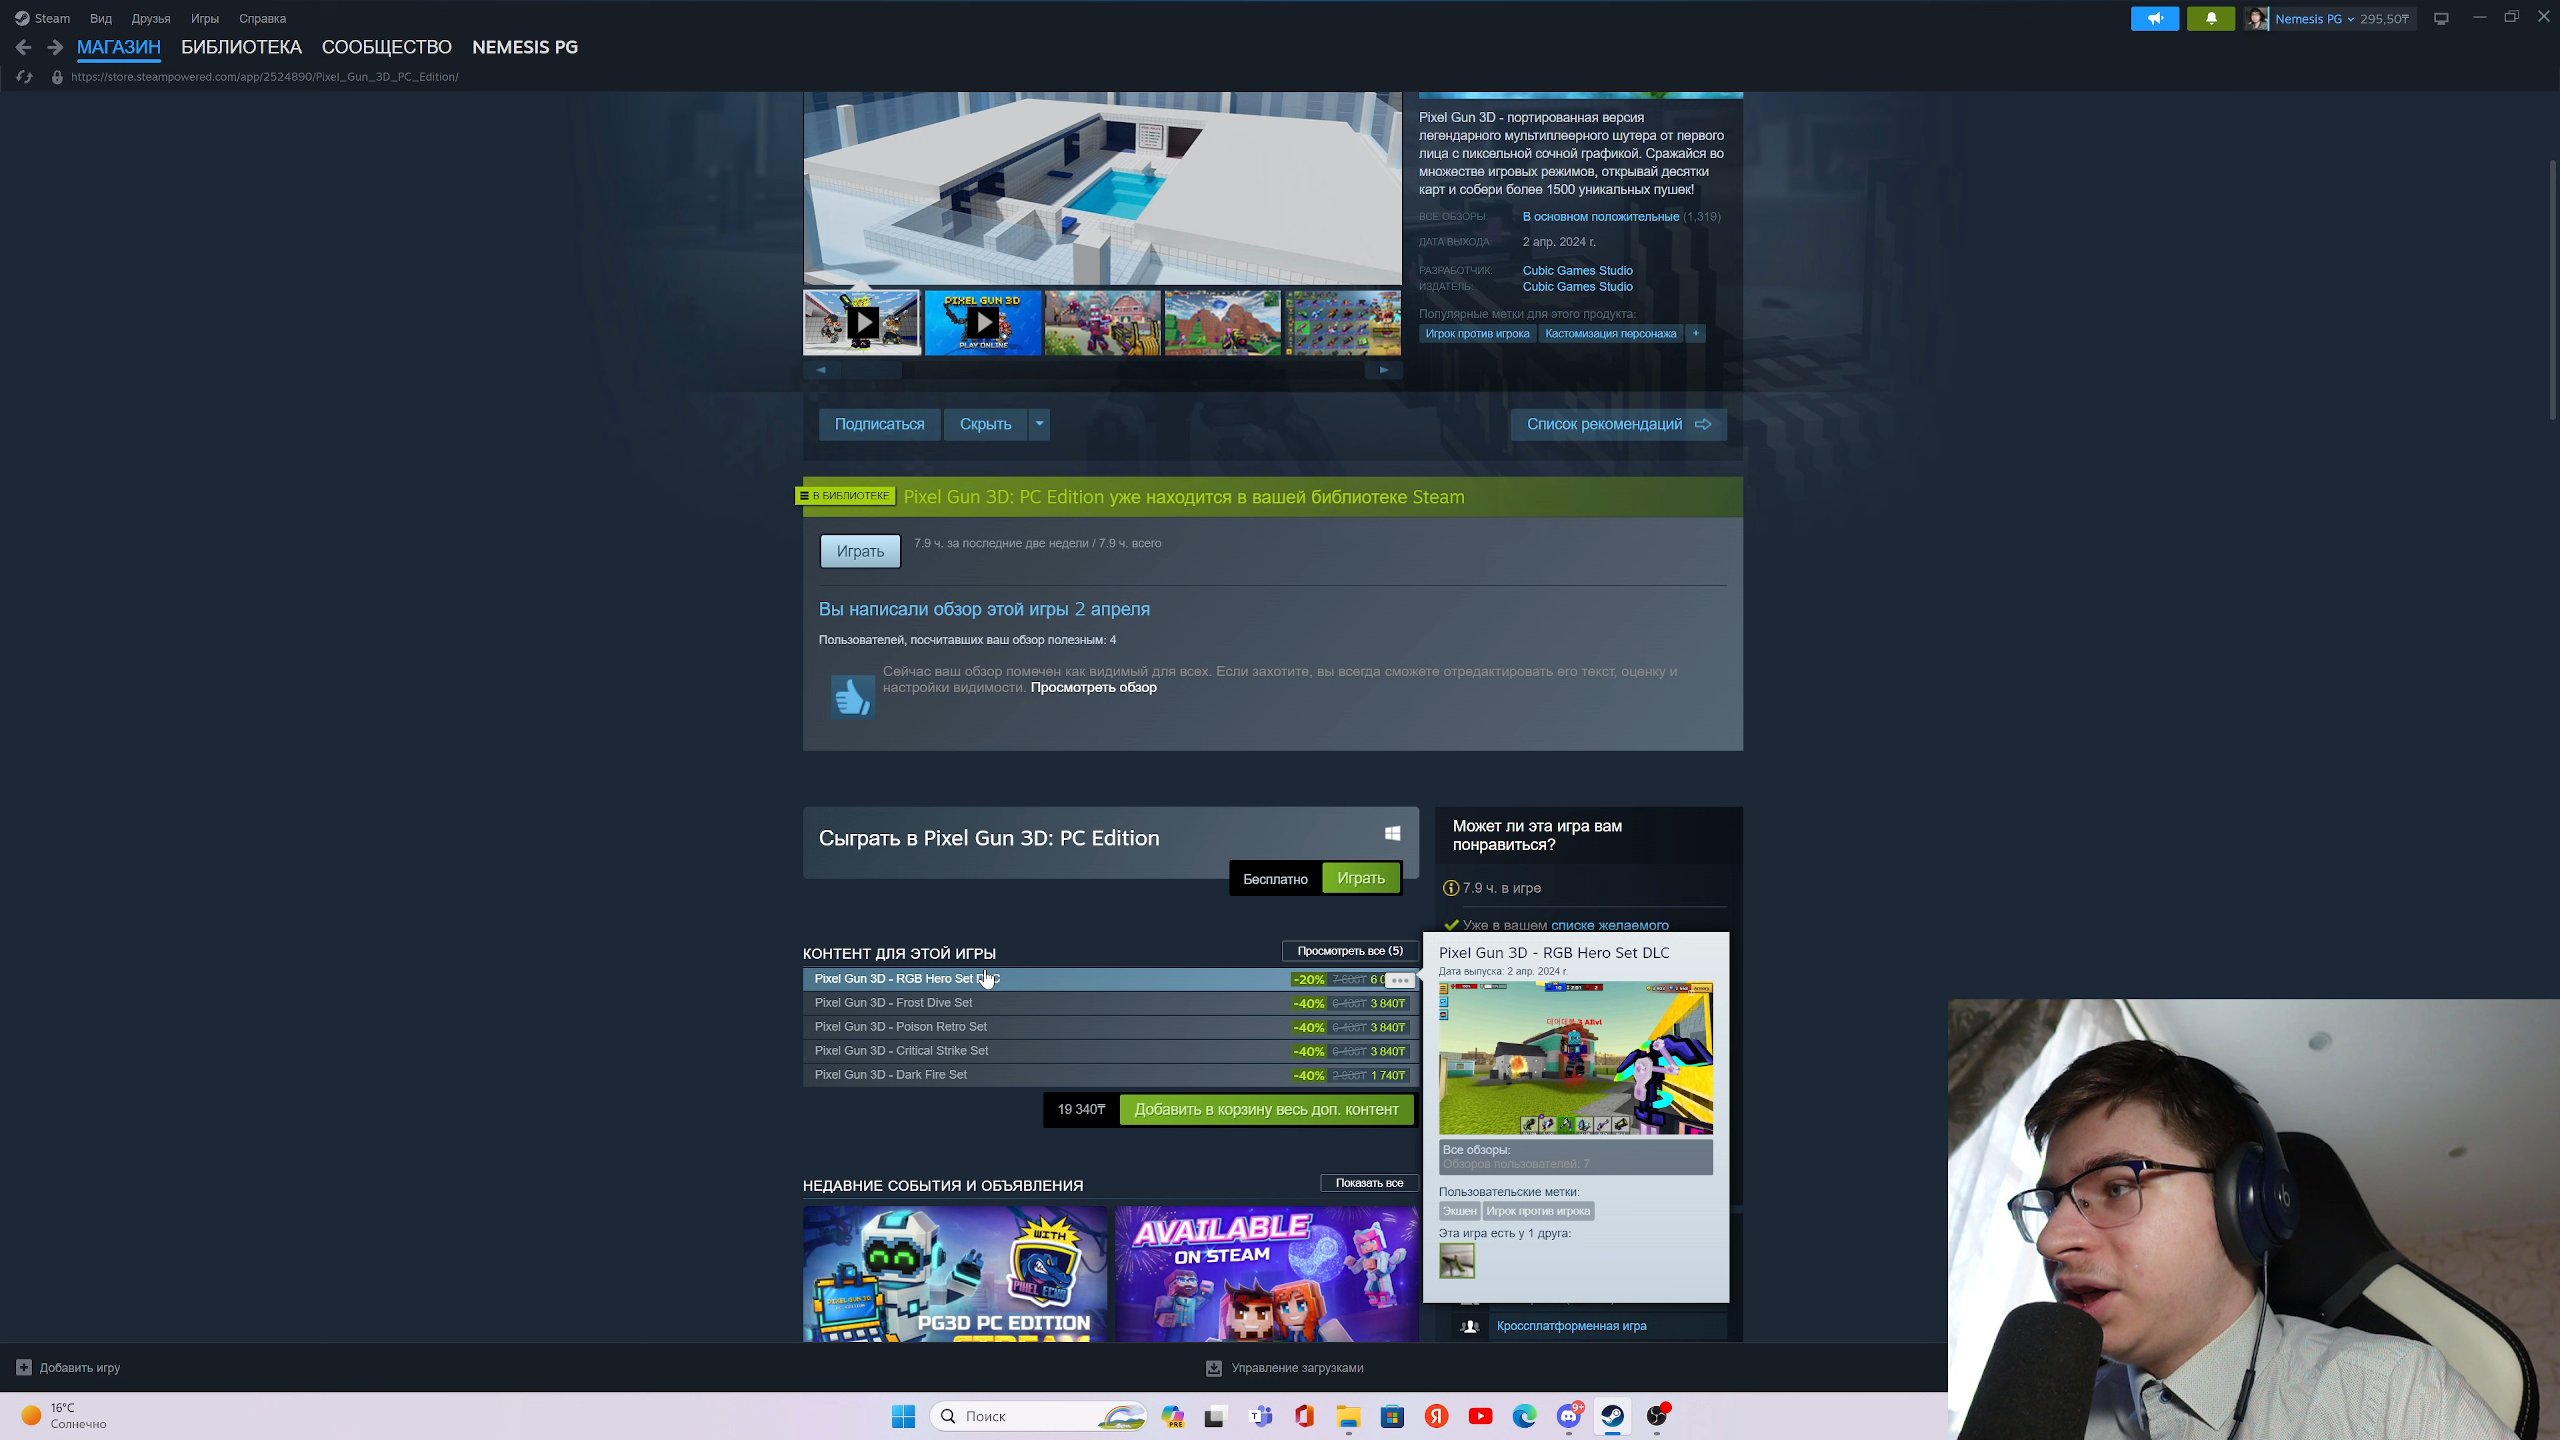 Steam Вид Друзья Игры Справка
Nemesis PG 295,50₸
МАГАЗИН БИБЛИОТЕКА СООБЩЕСТВО NEMESIS PG
https://store.steampowered.com/app/2524890/Pixel_Gun_3D_PC_Edition/
Pixel Gun 3D - портированная версия
легендарного мультиплеерного шутера от первого
лица с пиксельной сочной графикой. Сражайся во
множестве игровых режимов, открывай десятки
карт и собери более 1500 уникальных пушек!
ВСЕ ОБЗОРЫ: В основном положительные (1,319)
ДАТА ВЫХОДА: 2 апр. 2024 г.
РАЗРАБОТЧИК: Cubic Games Studio
ИЗДАТЕЛЬ: Cubic Games Studio
Популярные метки для этого продукта:
Игрок против игрока Кастомизация персонажа +
PIXEL GUN 3D
PLAY ONLINE
Подписаться Скрыть Список рекомендаций
В БИБЛИОТЕКЕ Pixel Gun 3D: PC Edition уже находится в вашей библиотеке Steam
Играть 7.9 ч. за последние две недели / 7.9 ч. всего
Вы написали обзор этой игры 2 апреля
Пользователей, посчитавших ваш обзор полезным: 4
Сейчас ваш обзор помечен как видимый для всех. Если захотите, вы всегда сможете отредактировать его текст, оценку и
настройки видимости. Просмотреть обзор
Сыграть в Pixel Gun 3D: PC Edition
Бесплатно Играть
Может ли эта игра вам
понравиться?
7.9 ч. в игре
Уже в вашем списке желаемого
КОНТЕНТ ДЛЯ ЭТОЙ ИГРЫ Просмотреть все (5)
Pixel Gun 3D - RGB Hero Set -20%
Pixel Gun 3D - Frost Dive Set -40% 6 400₸ 3 840₸
Pixel Gun 3D - Poison Retro Set -40% 6 400₸ 3 840₸
Pixel Gun 3D - Critical Strike Set -40% 6 400₸ 3 840₸
Pixel Gun 3D - Dark Fire Set -40% 2 900₸ 1 740₸
19 340₸ Добавить в корзину весь доп. контент
Pixel Gun 3D - RGB Hero Set DLC
Дата выпуска: 2 апр. 2024 г.
Все обзоры:
Обзоров пользователей: 7
Пользовательские метки:
Экшен Игрок против игрока
Эта игра есть у 1 друга:
НЕДАВНИЕ СОБЫТИЯ И ОБЪЯВЛЕНИЯ Показать все
WITH
PIXEL ECHO
PG3D PC EDITION
STREAM
AVAILABLE
ON STEAM
Кроссплатформенная игра
Добавить игру
Управление загрузками
16°C
Солнечно
Поиск
PRE
Я
9+